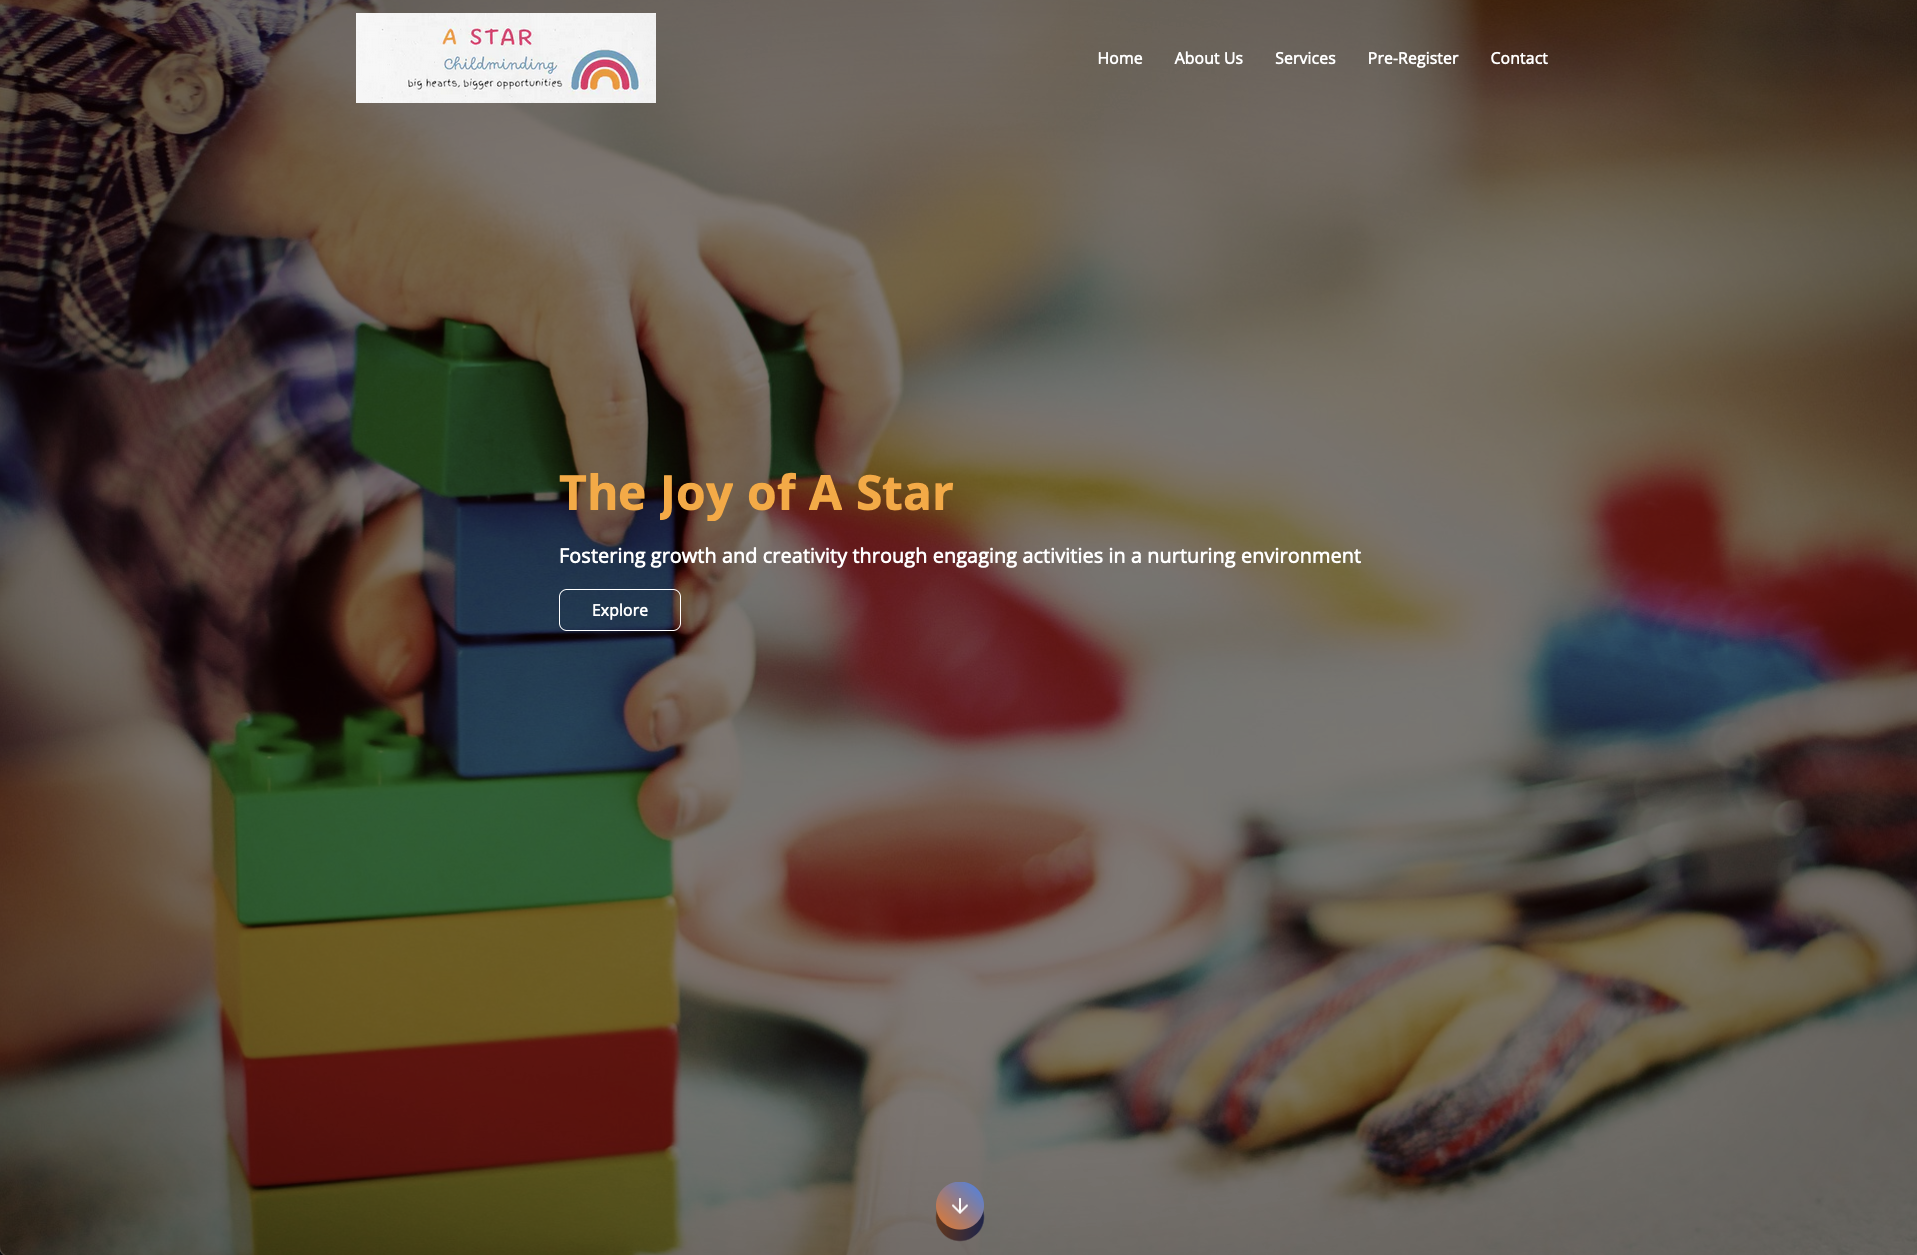 A STAR
Childminding
big hearts, bigger opportunities
Home About Us Services Pre-Register Contact
The Joy of A Star
Fostering growth and creativity through engaging activities in a nurturing environment
Explore